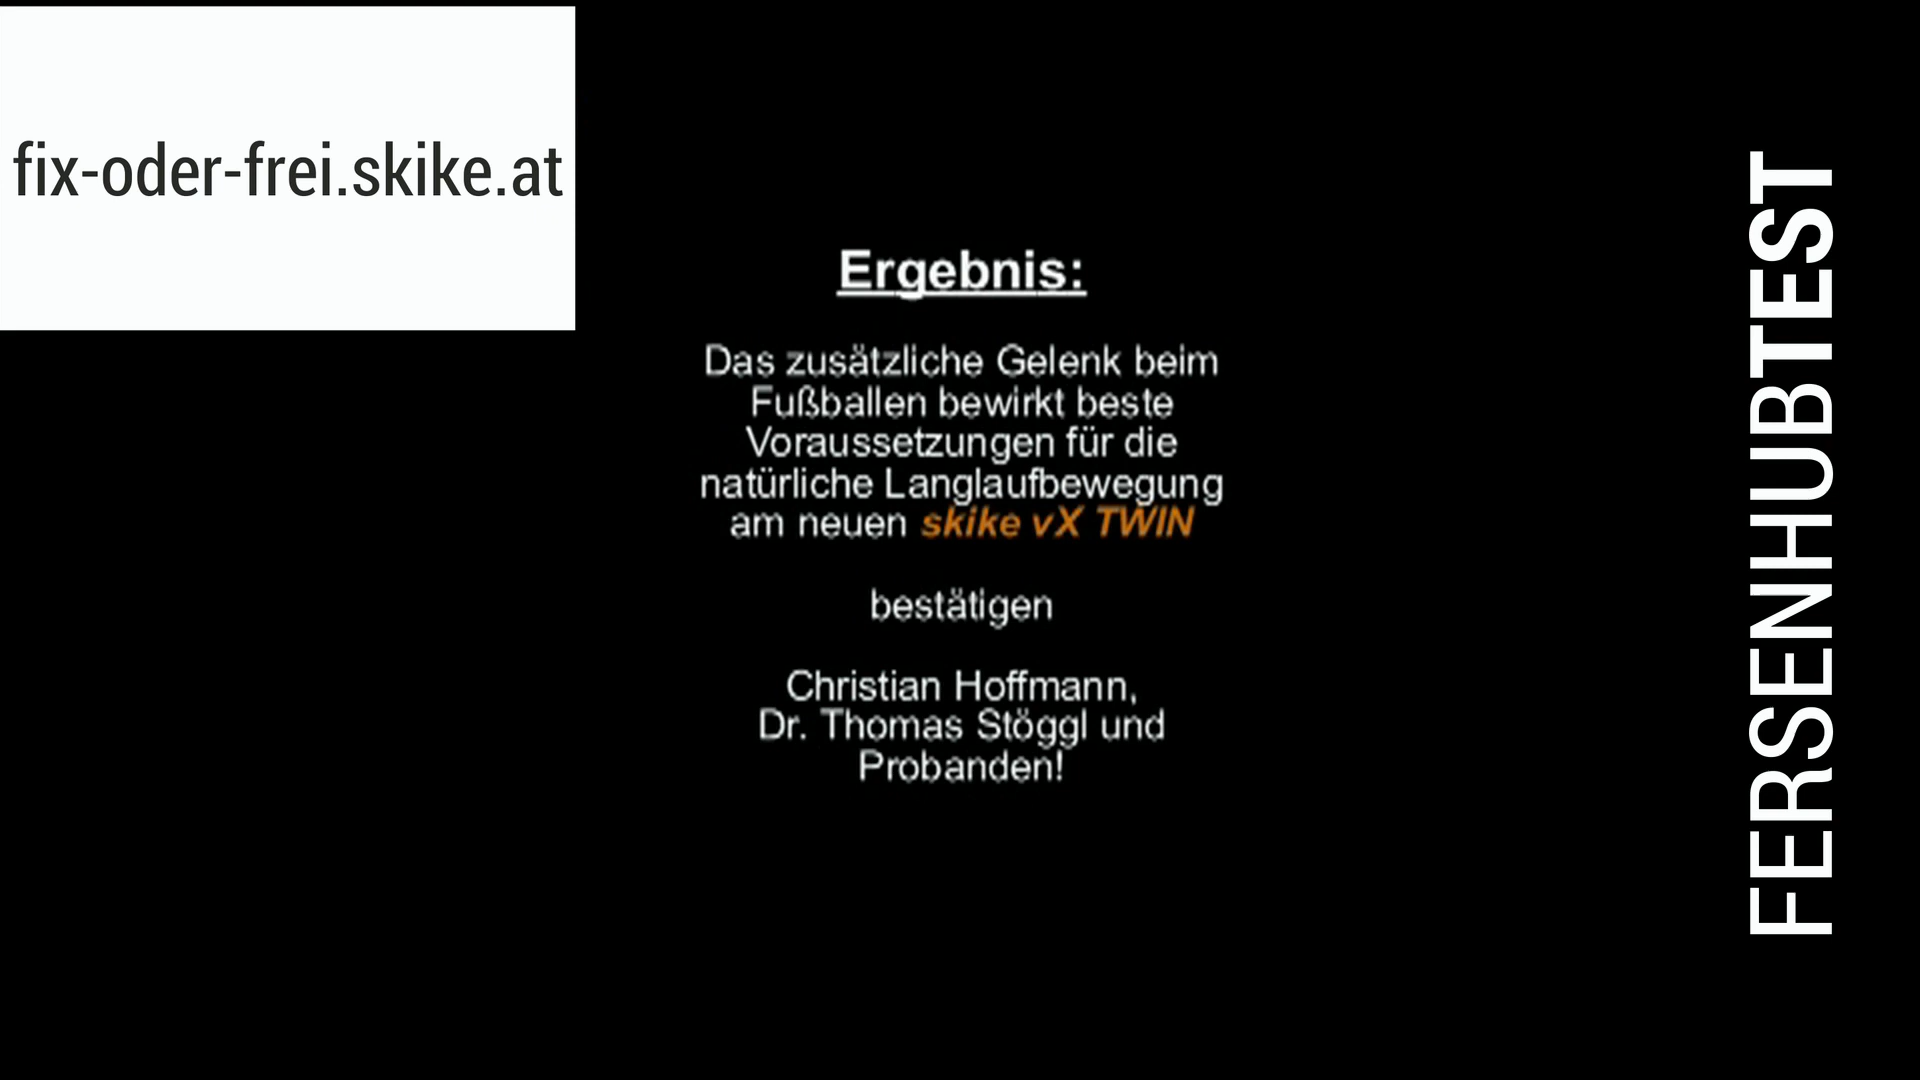 fix-oder-frei.skike.at
Ergebnis:
Das zusätzliche Gelenk beim
Fußballen bewirkt beste
Voraussetzungen für die
natürliche Langlaufbewegung
am neuen skike vX TWIN
bestätigen
Christian Hoffmann,
Dr. Thomas Stöggl und
Probanden!
FERSENHUBTEST